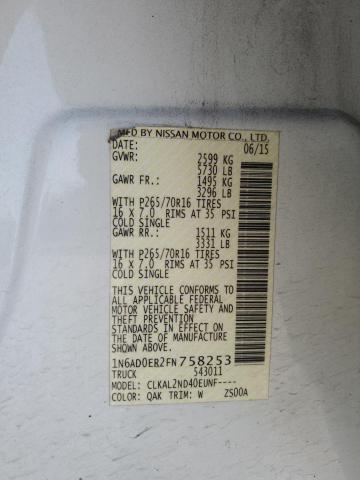 MFD BY NISSAN MOTOR CO., LTD.
DATE: 06/15
GVWR: 2599 KG
5730 LB
GAWR FR.: 1495 KG
3296 LB
WITH P265/70R16 TIRES
16 X 7.0 RIMS AT 35 PSI
COLD SINGLE
GAWR RR.: 1511 KG
3331 LB
WITH P265/70R16 TIRES
16 X 7.0 RIMS AT 35 PSI
COLD SINGLE
THIS VEHICLE CONFORMS TO
ALL APPLICABLE FEDERAL
MOTOR VEHICLE SAFETY AND
THEFT PREVENTION
STANDARDS IN EFFECT ON
THE DATE OF MANUFACTURE
SHOWN ABOVE.
1N6AD0ER2FN758253
TRUCK 543011
MODEL: CLKAL2ND40EUNF----
COLOR: QAK TRIM: W ZS00A